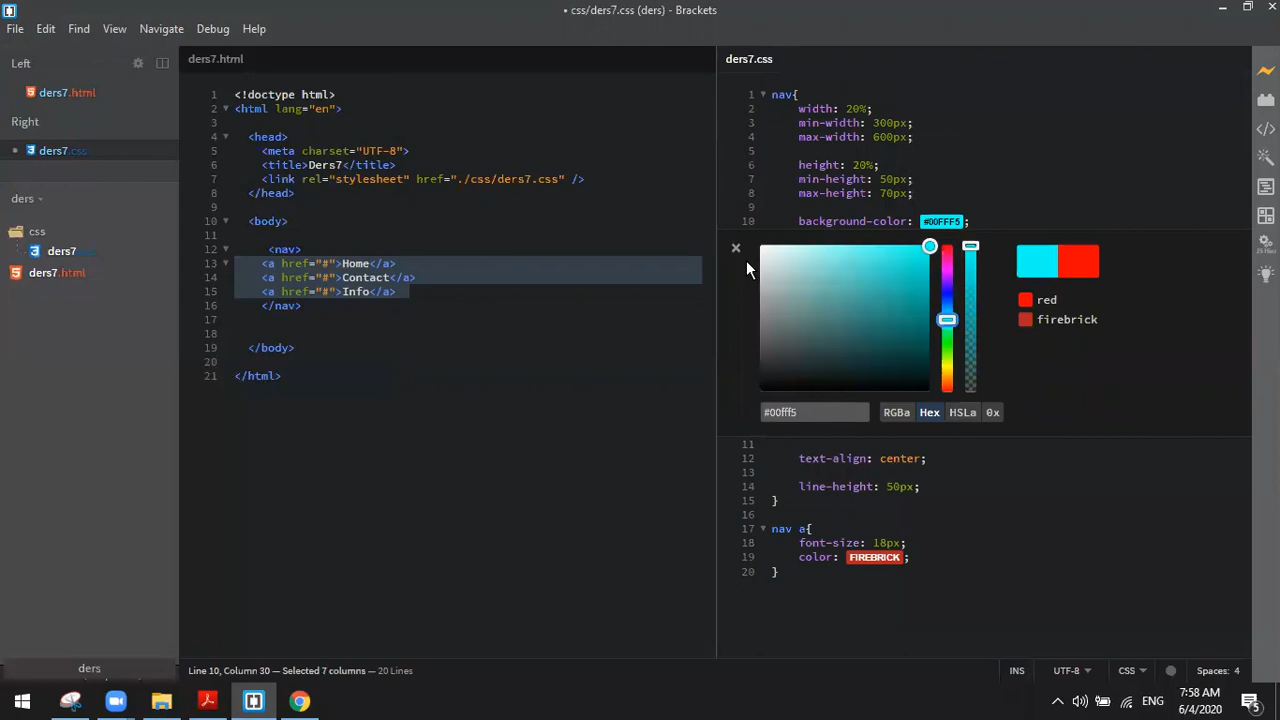 • css/ders7.css (ders) - Brackets
File Edit Find View Navigate Debug Help
Left
ders7.html
Right
• ders7.css
ders
css
ders7
ders7.html
ders
ders7.html
1 <!doctype html>
2 <html lang="en">
3
4 <head>
5 <meta charset="UTF-8">
6 <title>Ders7</title>
7 <link rel="stylesheet" href="./css/ders7.css" />
8 </head>
9
10 <body>
11
12 <nav>
13 <a href="#">Home</a>
14 <a href="#">Contact</a>
15 <a href="#">Info</a>
16 </nav>
17
18
19 </body>
20
21 </html>
ders7.css
1 nav{
2 width: 20%;
3 min-width: 300px;
4 max-width: 600px;
5
6 height: 20%;
7 min-height: 50px;
8 max-height: 70px;
9
10 background-color: #00FFF5;
red
firebrick
#00fff5 RGBa Hex HSLa 0x
11
12 text-align: center;
13
14 line-height: 50px;
15 }
16
17 nav a{
18 font-size: 18px;
19 color: FIREBRICK;
20 }
Line 10, Column 30 — Selected 7 columns — 20 Lines
INS UTF-8 CSS Spaces: 4
ENG
7:58 AM
6/4/2020
5